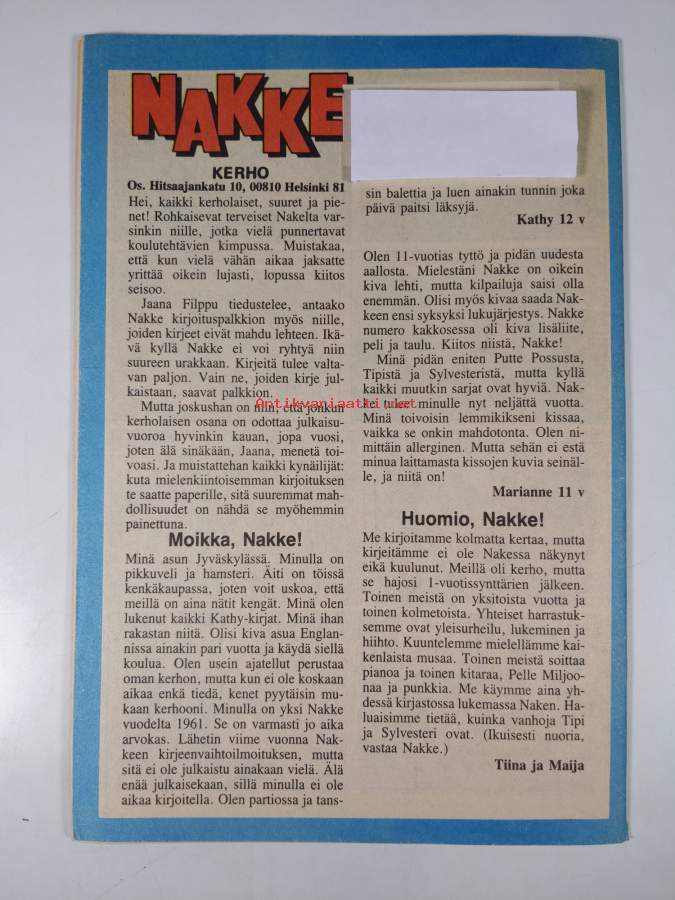 NAKKE
KERHO
Os. Hitsaajankatu 10, 00810 Helsinki 81
Hei, kaikki kerholaiset, suuret ja pie-
net! Rohkaisevat terveiset Nakelta var-
sinkin niille, jotka vielä punnertavat
koulutehtävien kimpussa. Muistakaa,
että kun vielä vähän aikaa jaksatte
yrittää oikein lujasti, lopussa kiitos
seisoo.
Jaana Filppu tiedustelee, antaako
Nakke kirjoituspalkkion myös niille,
joiden kirjeet eivät mahdu lehteen. Ikä-
vä kyllä Nakke ei voi ryhtyä niin
suureen urakkaan. Kirjeitä tulee valta-
van paljon. Vain ne, joiden kirje jul-
kaistaan, saavat palkkion.
Mutta joskushan on niin, että jonkun
kerholaisen osana on odottaa julkaisu-
vuoroa hyvinkin kauan, jopa vuosi,
joten älä sinäkään, Jaana, menetä toi-
voasi. Ja muistattehan kaikki kynäilijät:
kuta mielenkiintoisemman kirjoituksen
te saatte paperille, sitä suuremmat mah-
dollisuudet on nähdä se myöhemmin
painettuna.
Moikka, Nakke!
Minä asun Jyväskylässä. Minulla on
pikkuveli ja hamsteri. Äiti on töissä
kenkäkaupassa, joten voit uskoa, että
meillä on aina nätit kengät. Minä olen
lukenut kaikki Kathy-kirjat. Minä ihan
rakastan niitä. Olisi kiva asua Englan-
nissa ainakin pari vuotta ja käydä siellä
koulua. Olen usein ajatellut perustaa
oman kerhon, mutta kun ei ole koskaan
aikaa enkä tiedä, kenet pyytäisin mu-
kaan kerhooni. Minulla on yksi Nakke
vuodelta 1961. Se on varmasti jo aika
arvokas. Lähetin viime vuonna Nak-
keen kirjeenvaihtoilmoituksen, mutta
sitä ei ole julkaistu ainakaan vielä. Älä
enää julkaisekaan, sillä minulla ei ole
aikaa kirjoitella. Olen partiossa ja tans-
sin balettia ja luen ainakin tunnin joka
päivä paitsi läksyjä.
Kathy 12 v
Olen 11-vuotias tyttö ja pidän uudesta
aallosta. Mielestäni Nakke on oikein
kiva lehti, mutta kilpailuja saisi olla
enemmän. Olisi myös kivaa saada Nak-
keen ensi syksyksi lukujärjestys. Nakke
numero kakkosessa oli kiva lisäliite,
peli ja taulu. Kiitos niistä, Nakke!
Minä pidän eniten Putte Possusta,
Tipistä ja Sylvesteristä, mutta kyllä
kaikki muutkin sarjat ovat hyviä. Nak-
ke tulee minulle nyt neljättä vuotta.
Minä toivoisin lemmikikseni kissaa,
vaikka se onkin mahdotonta. Olen ni-
mittäin allerginen. Mutta sehän ei estä
minua laittamasta kissojen kuvia seinäl-
le, ja niitä on!
Marianne 11 v
Huomio, Nakke!
Me kirjoitamme kolmatta kertaa, mutta
kirjeitämme ei ole Nakessa näkynyt
eikä kuulunut. Meillä oli kerho, mutta
se hajosi 1-vuotissynttärien jälkeen.
Toinen meistä on yksitoista vuotta ja
toinen kolmetoista. Yhteiset harrastuk-
semme ovat yleisurheilu, lukeminen ja
hiihto. Kuuntelemme mielellämme kai-
kenlaista musaa. Toinen meistä soittaa
pianoa ja toinen kitaraa, Pelle Miljoo-
naa ja punkkia. Me käymme aina yh-
dessä kirjastossa lukemassa Naken. Ha-
luaisimme tietää, kuinka vanhoja Tipi
ja Sylvesteri ovat. (Ikuisesti nuoria,
vastaa Nakke.)
Tiina ja Maija
Antikvariaatti.net